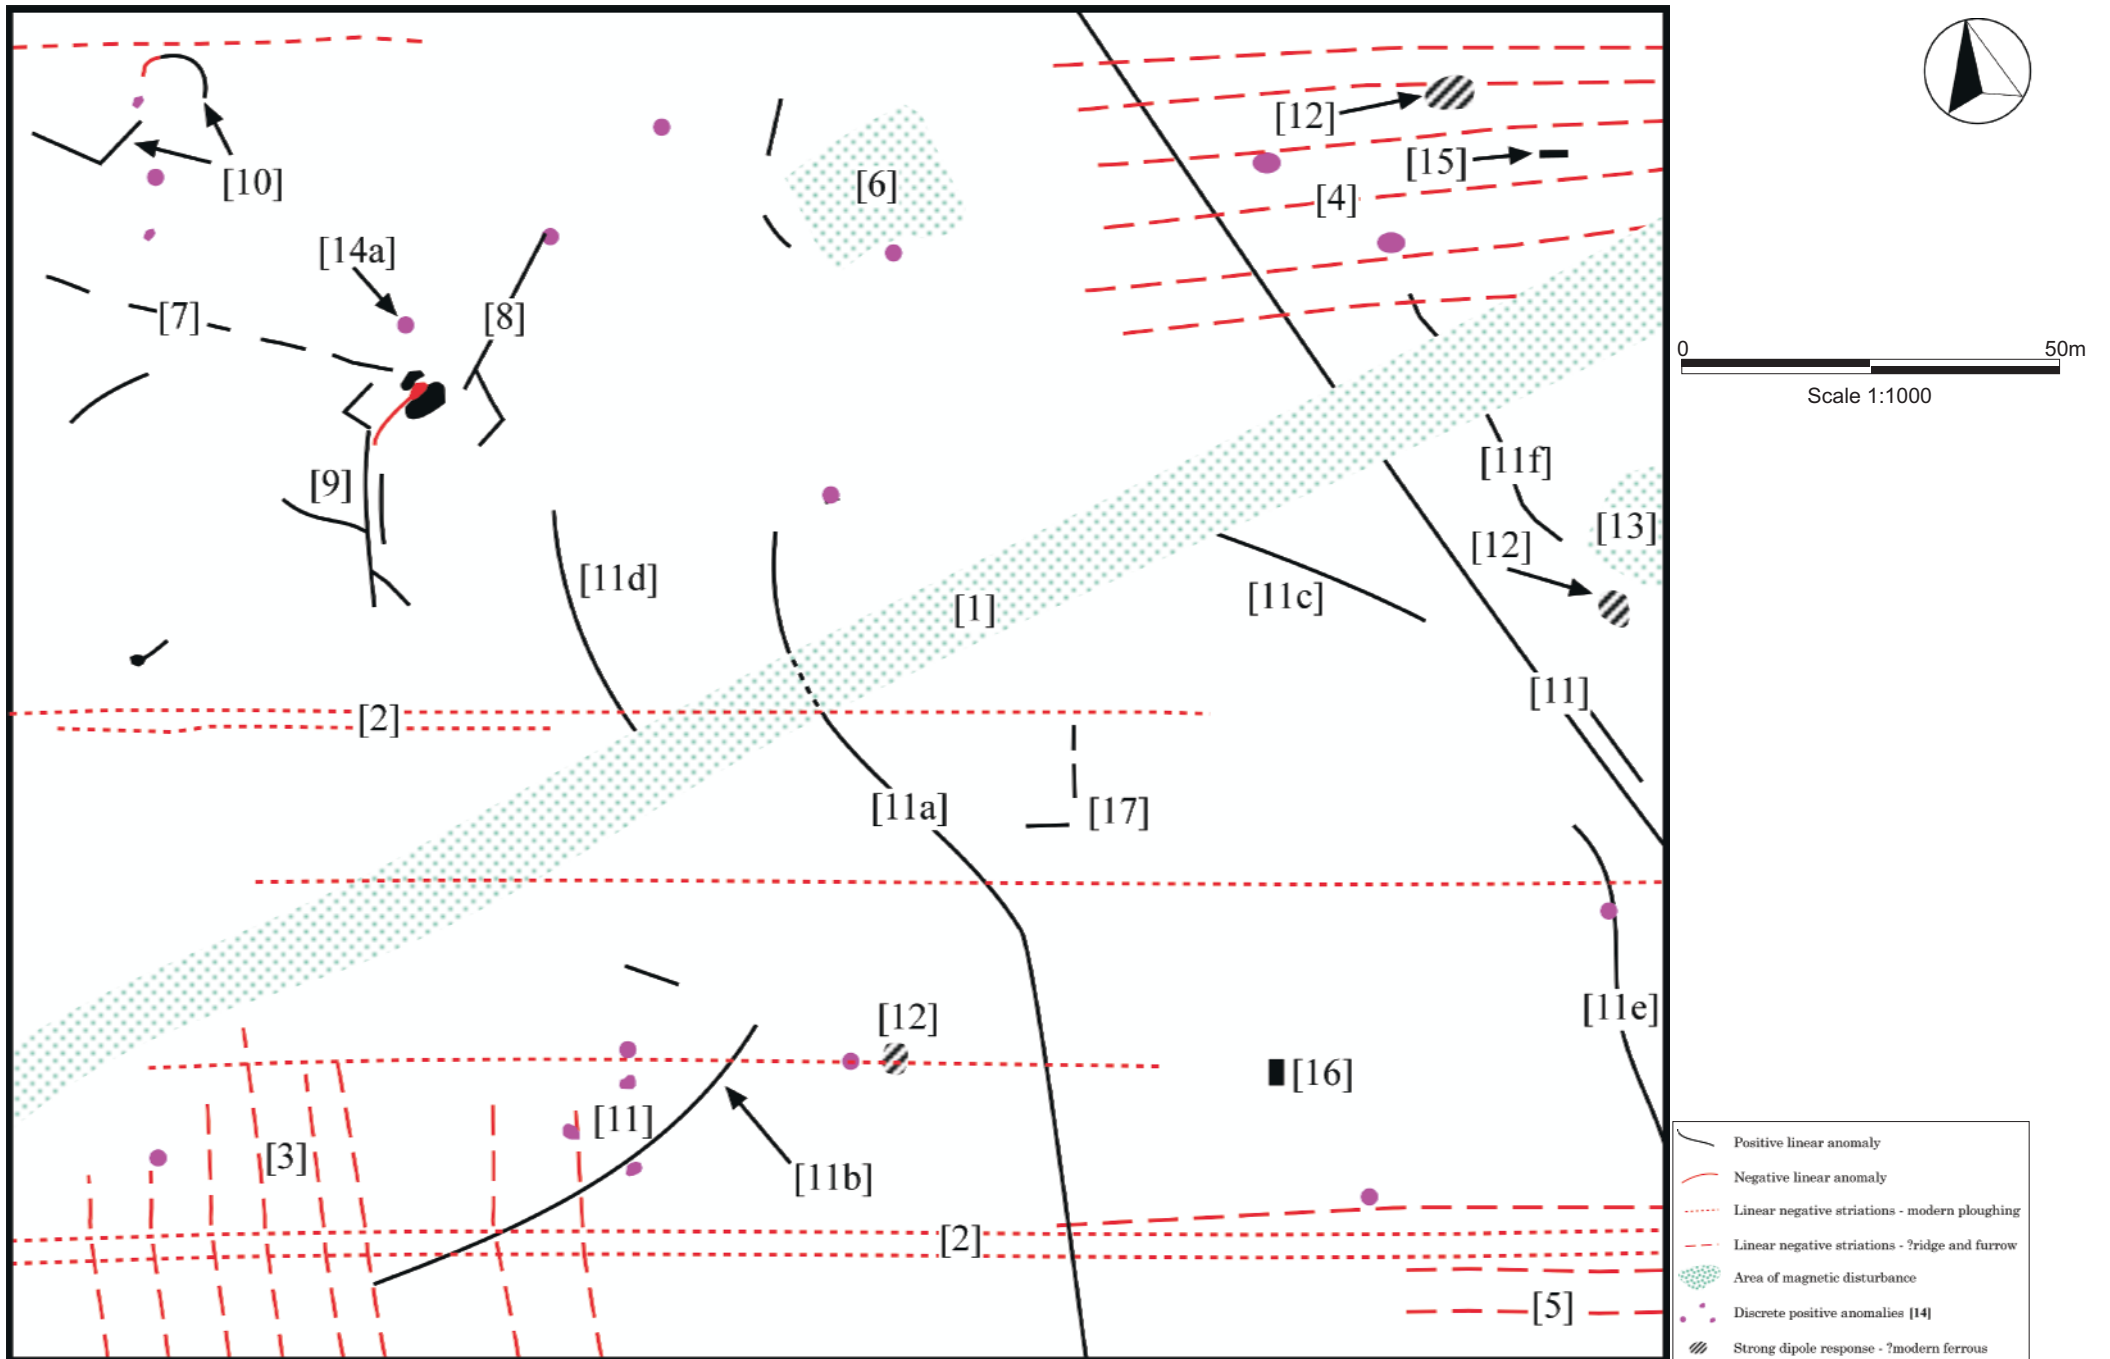 [12]
[15]
[4]
[6]
[10]
[14a]
[7]
[8]
0 50m
Scale 1:1000
[9]
[11f]
[13]
[12]
[11d]
[1]
[11c]
[11]
[2]
[11a]
[17]
[12]
[11e]
[16]
[11]
[3]
[11b]
[2]
[5]
Positive linear anomaly
Negative linear anomaly
Linear negative striations - modern ploughing
Linear negative striations - ?ridge and furrow
Area of magnetic disturbance
Discrete positive anomalies [14]
Strong dipole response - ?modern ferrous